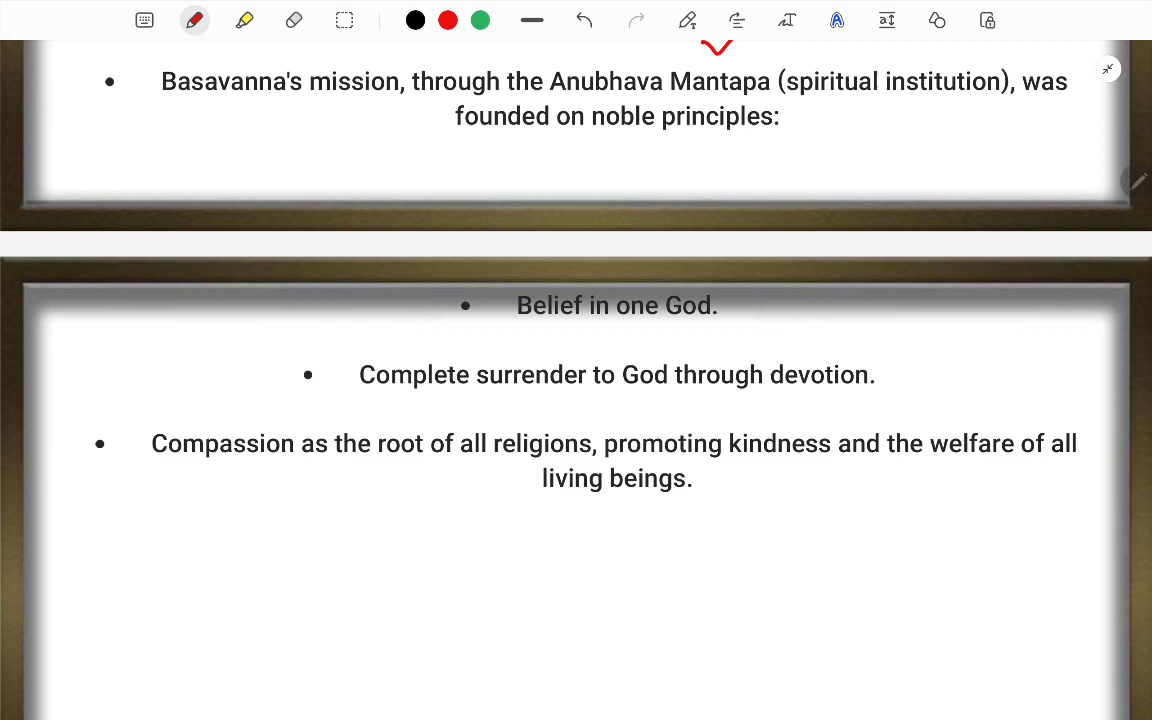 • Basavanna's mission, through the Anubhava Mantapa (spiritual institution), was
founded on noble principles:
• Belief in one God.
• Complete surrender to God through devotion.
• Compassion as the root of all religions, promoting kindness and the welfare of all
living beings.